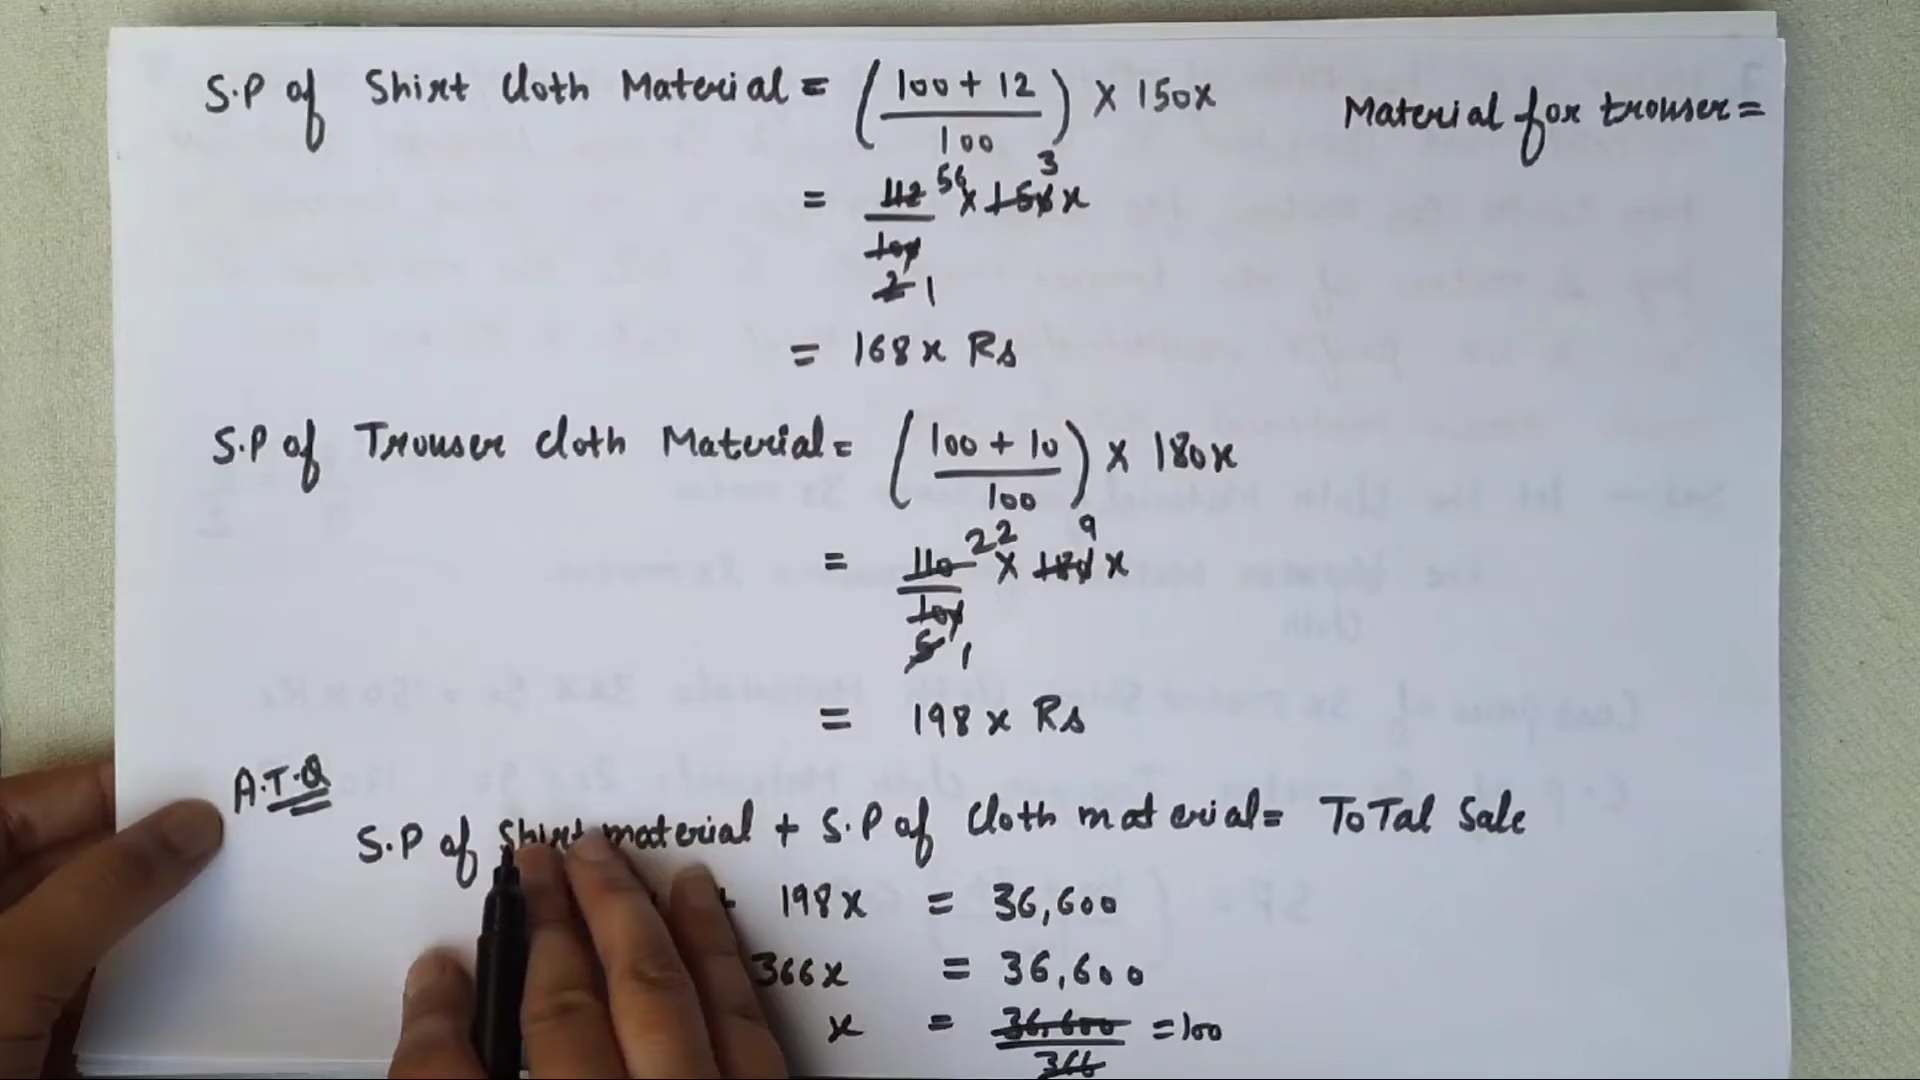 S.P of Shirt Cloth Material = (100 + 12 / 100) × 150x
Material for trouser =
= 112 56 × 150 3 x
100
2 1
= 168x Rs
S.P of Trouser Cloth Material = (100 + 10 / 100) × 180x
= 110 22 × 180 9 x
100
5 1
= 198x Rs
A.T.Q
S.P of Shirt material + S.P of Cloth material = ToTal Sale
198x = 36,600
366x = 36,600
x = 36,600 / 366 = 100